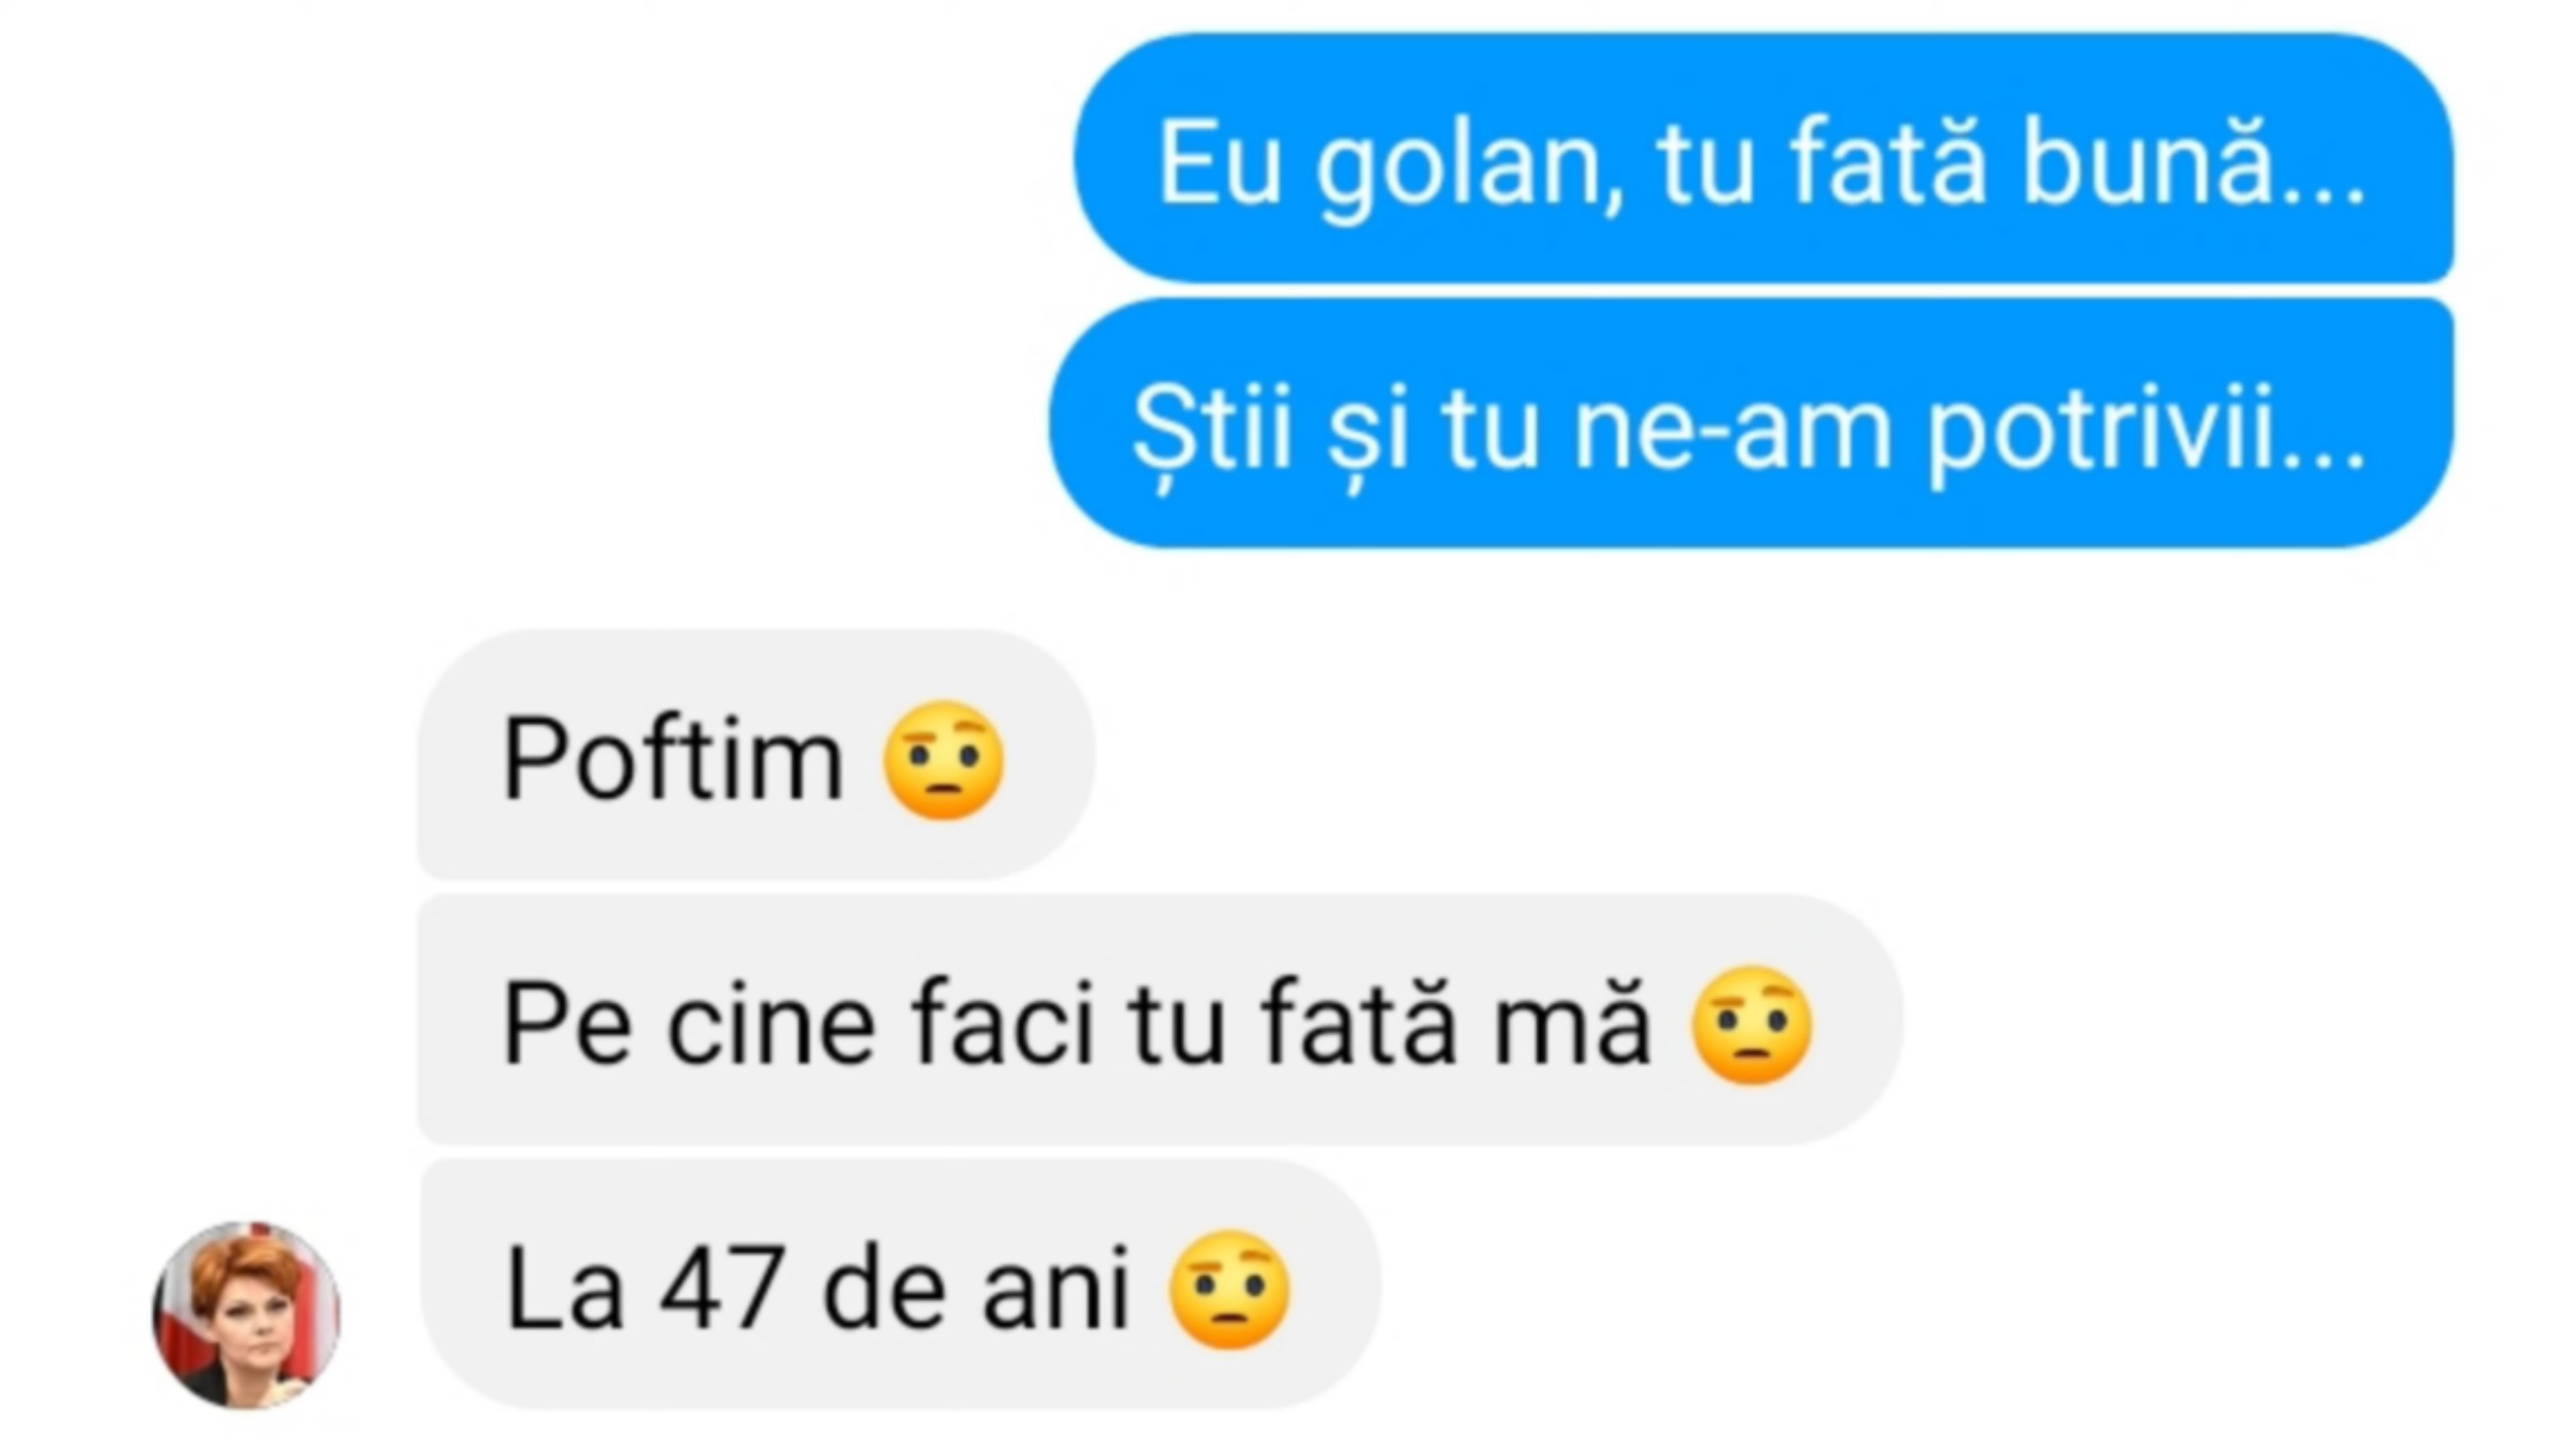 Eu golan, tu fată bună...
Știi și tu ne-am potrivii...
Poftim 🤨
Pe cine faci tu fată mă 🤨
La 47 de ani 🤨